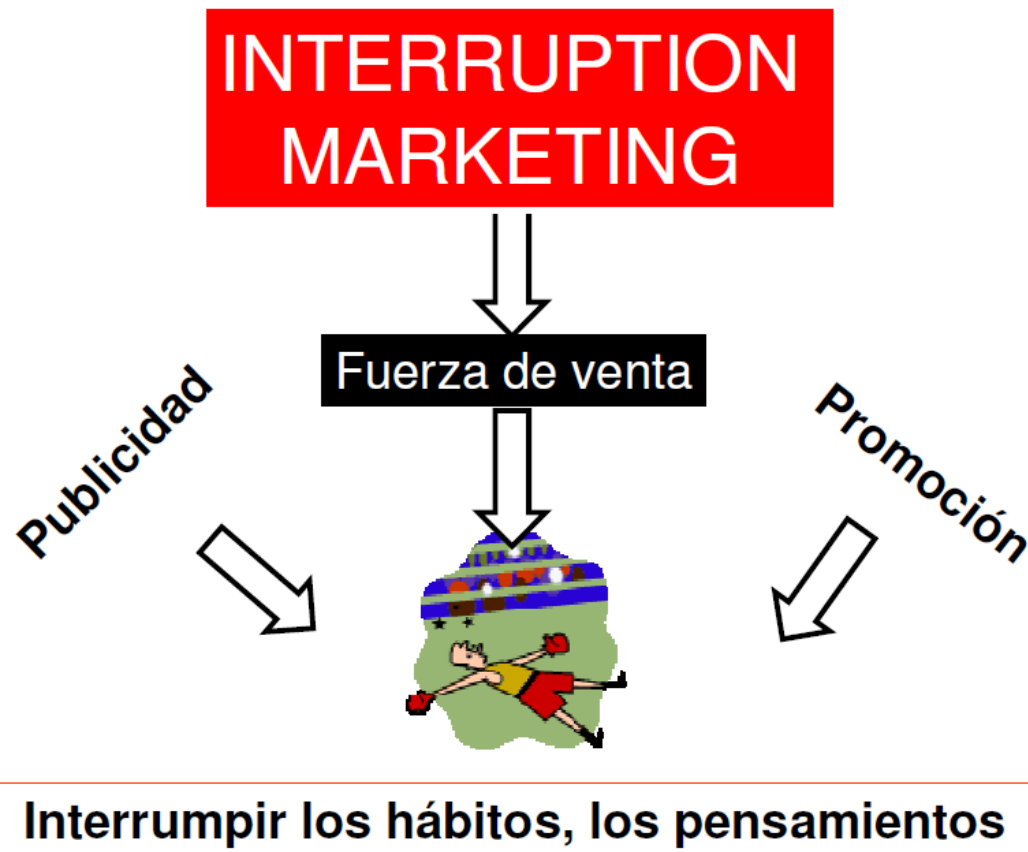 INTERRUPTION
MARKETING
Fuerza de venta
Publicidad
Promoción
Interrumpir los hábitos, los pensamientos